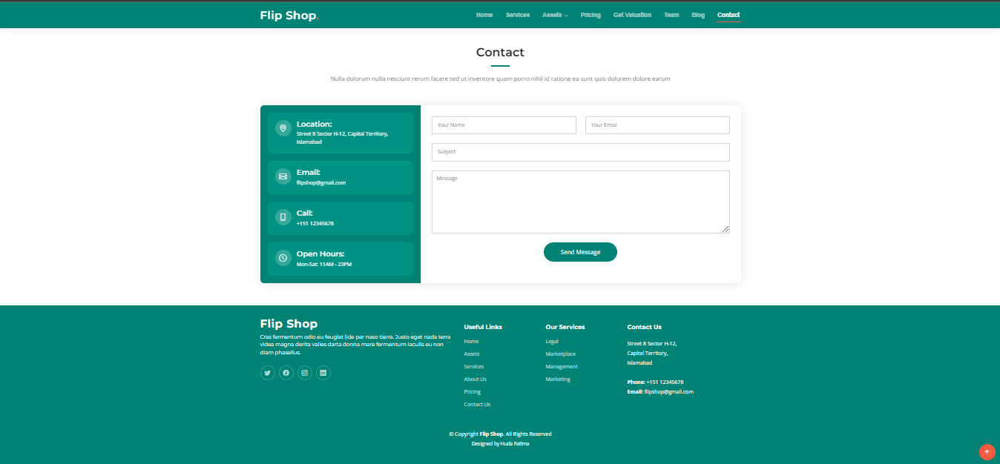 Flip Shop.
Home Services Assets Pricing Get Valuation Team Blog Contact
Contact
Nulla dolorum nulla nesciunt rerum facere sed ut inventore quam porro nihil id ratione ea sunt quis dolorem dolore earum
Location:
Street 8 Sector H-12, Capital Territory,
Islamabad
Email:
flipshop@gmail.com
Call:
+151 12345678
Open Hours:
Mon-Sat: 11AM - 23PM
Your Name
Your Email
Subject
Message
Send Message
Flip Shop
Cras fermentum odio eu feugiat lide par naso tierra. Justo eget nada terra
videa magna derita valies darta donna mare fermentum iaculis eu non
diam phasellus.
Useful Links
Home
Assets
Services
About Us
Pricing
Contact Us
Our Services
Legal
Marketplace
Management
Marketing
Contact Us
Street 8 Sector H-12,
Capital Territory,
Islamabad
Phone: +151 12345678
Email: flipshop@gmail.com
© Copyright Flip Shop. All Rights Reserved
Designed by Huda Fatima